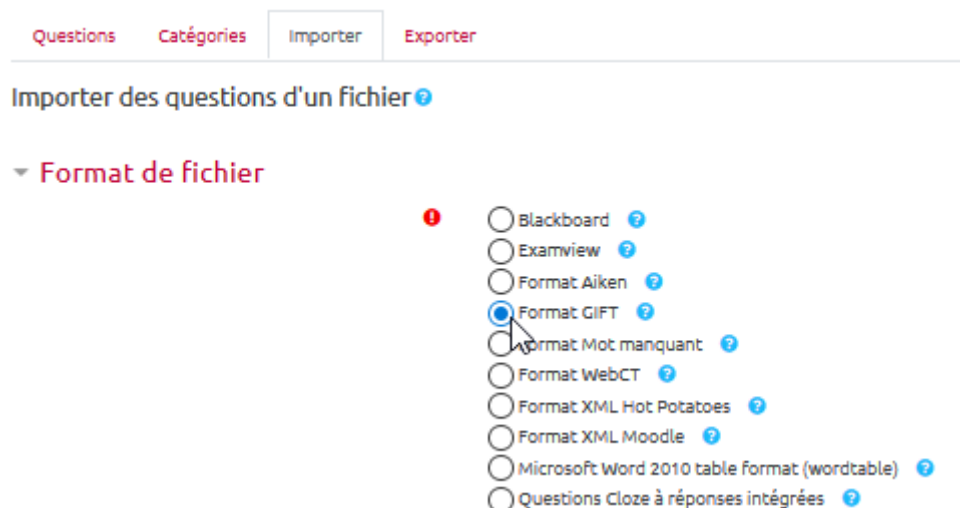 Questions Catégories Importer Exporter
Importer des questions d'un fichier
Format de fichier
Blackboard
Examview
Format Aiken
Format GIFT
Format Mot manquant
Format WebCT
Format XML Hot Potatoes
Format XML Moodle
Microsoft Word 2010 table format (wordtable)
Questions Cloze à réponses intégrées